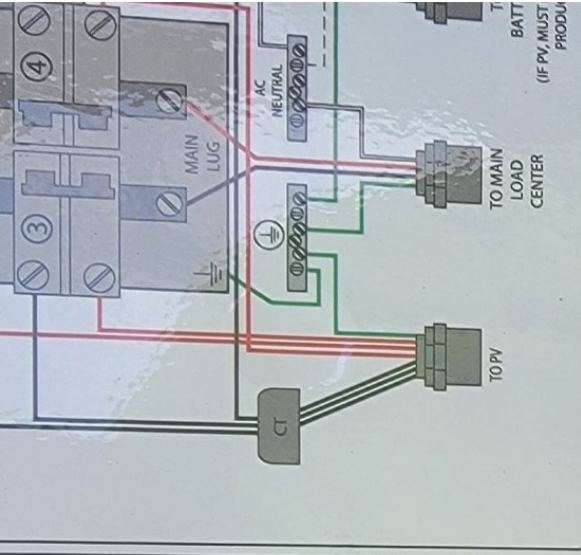 4
3
MAIN
LUG
AC
NEUTRAL
T
BATT
(IF PV, MUST
PRODU
TO MAIN
LOAD
CENTER
TO PV
CT